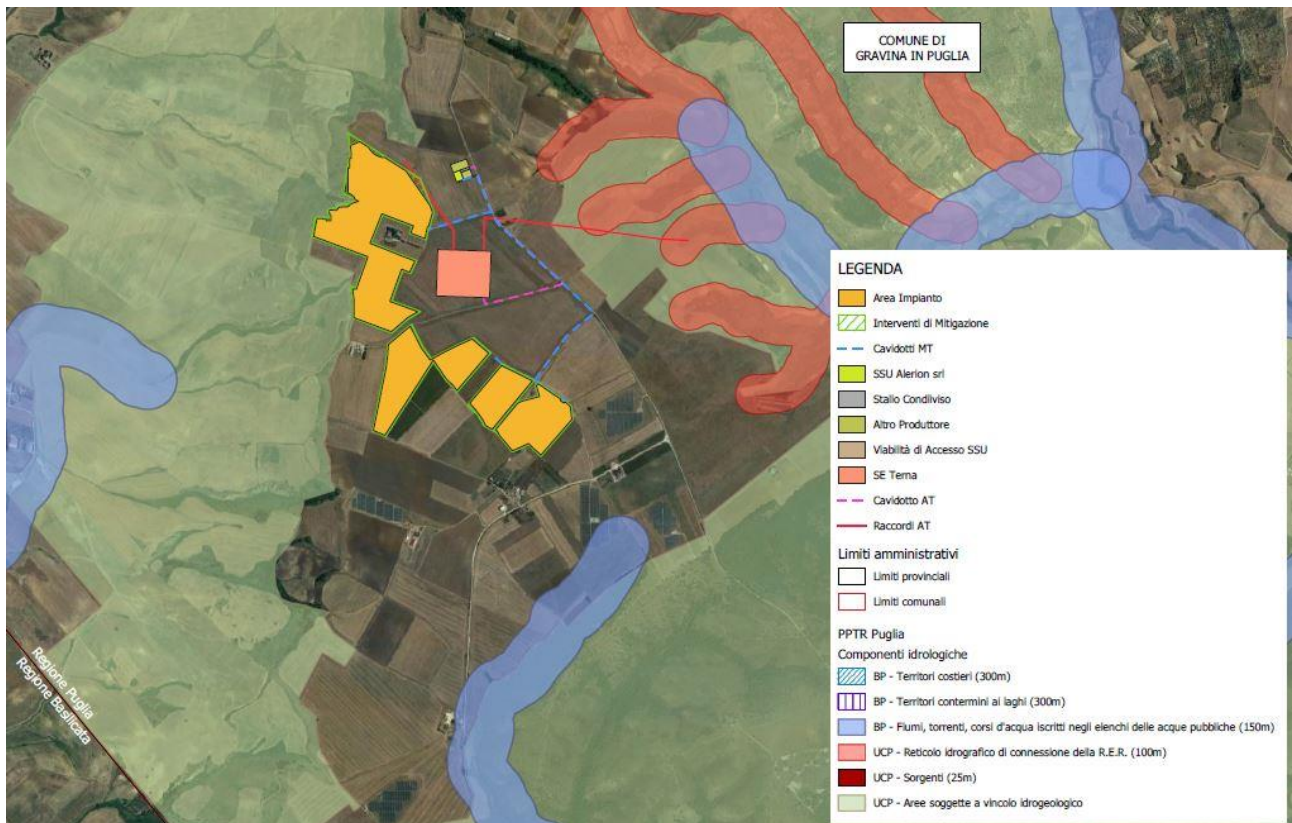 COMUNE DI
GRAVINA IN PUGLIA
LEGENDA
Area Impianto
Interventi di Mitigazione
Cavidotti MT
SSU Alerion srl
Stallo Condiiviso
Altro Produttore
Viabilità di Accesso SSU
SE Terna
Cavidotto AT
Raccordi AT
Limiti amministrativi
Limiti provinciali
Limiti comunali
PPTR Puglia
Componenti idrologiche
BP - Territori costieri (300m)
BP - Territori contermini ai laghi (300m)
BP - Fiumi, torrenti, corsi d'acqua iscritti negli elenchi delle acque pubbliche (150m)
UCP - Reticolo idrografico di connessione della R.E.R. (100m)
UCP - Sorgenti (25m)
UCP - Aree soggette a vincolo idrogeologico
Regione Puglia
Regione Basilicata